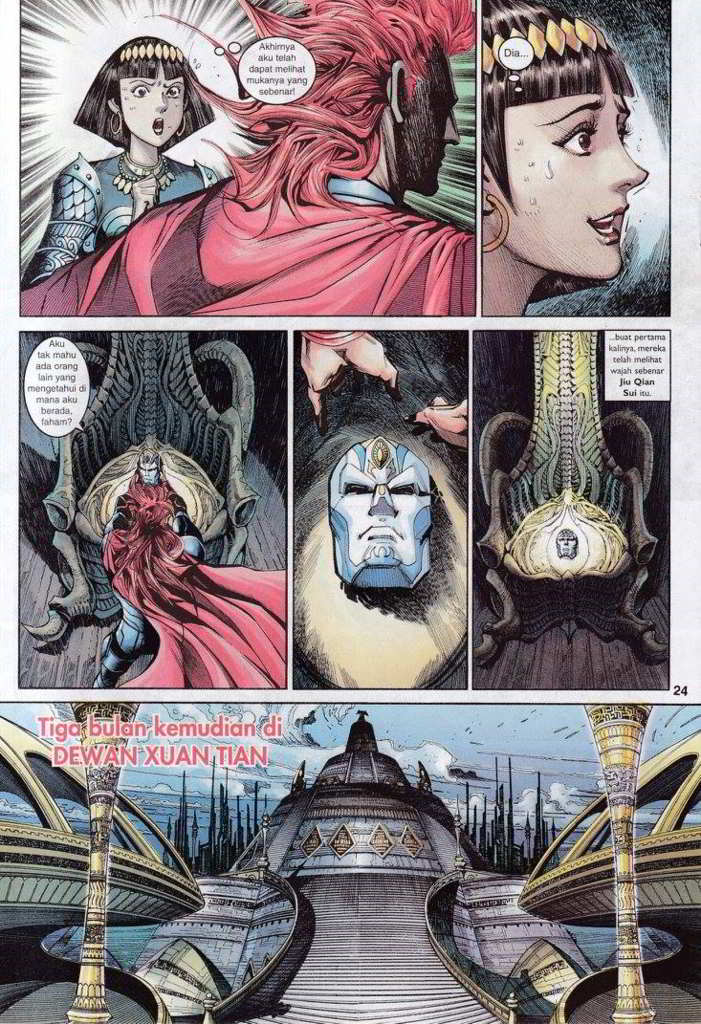 Akhirnya
aku telah
dapat melihat
mukanya yang
sebenar!
Dia...
Aku
tak mahu
ada orang
lain yang
mengetahui di
mana aku
berada,
faham?
...buat pertama
kalinya, mereka
telah melihat
wajah sebenar
Jiu Qian
Sui itu.
24
Tiga bulan kemudian di
DEWAN XUAN TIAN